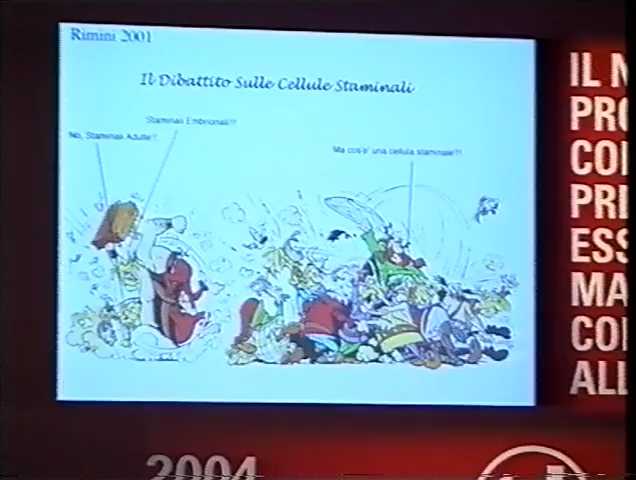 Rimini 2001
Il Dibattito Sulle Cellule Staminali
Staminali Embrionali!!!
No, Staminali Adulte!!
Ma cos'e' una cellula staminale?!!
IL N
PRO
CO
PRE
ESS
MA
CO
ALL
2004